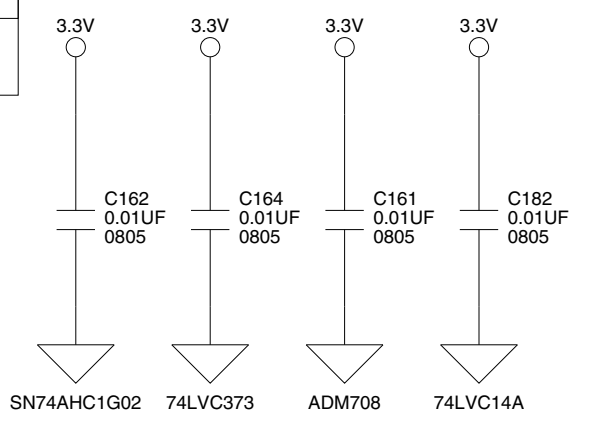 3.3V 3.3V 3.3V 3.3V
C162 C164 C161 C182
0.01UF 0.01UF 0.01UF 0.01UF
0805 0805 0805 0805
SN74AHC1G02 74LVC373 ADM708 74LVC14A